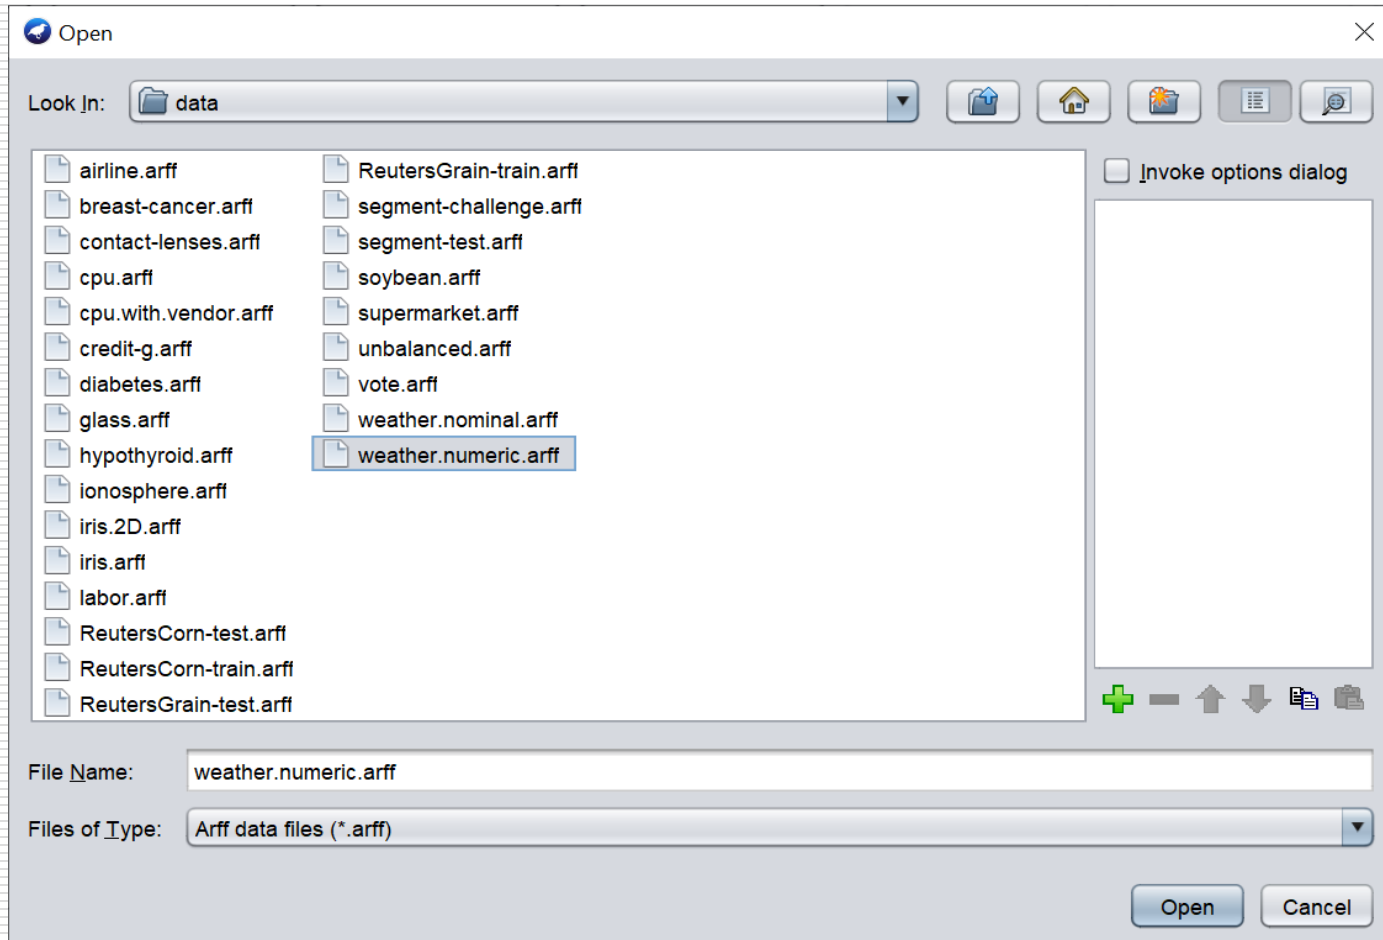 Open
Look In:
data
airline.arff
breast-cancer.arff
contact-lenses.arff
cpu.arff
cpu.with.vendor.arff
credit-g.arff
diabetes.arff
glass.arff
hypothyroid.arff
ionosphere.arff
iris.2D.arff
iris.arff
labor.arff
ReutersCorn-test.arff
ReutersCorn-train.arff
ReutersGrain-test.arff
ReutersGrain-train.arff
segment-challenge.arff
segment-test.arff
soybean.arff
supermarket.arff
unbalanced.arff
vote.arff
weather.nominal.arff
weather.numeric.arff
Invoke options dialog
File Name:
weather.numeric.arff
Files of Type:
Arff data files (*.arff)
Open
Cancel